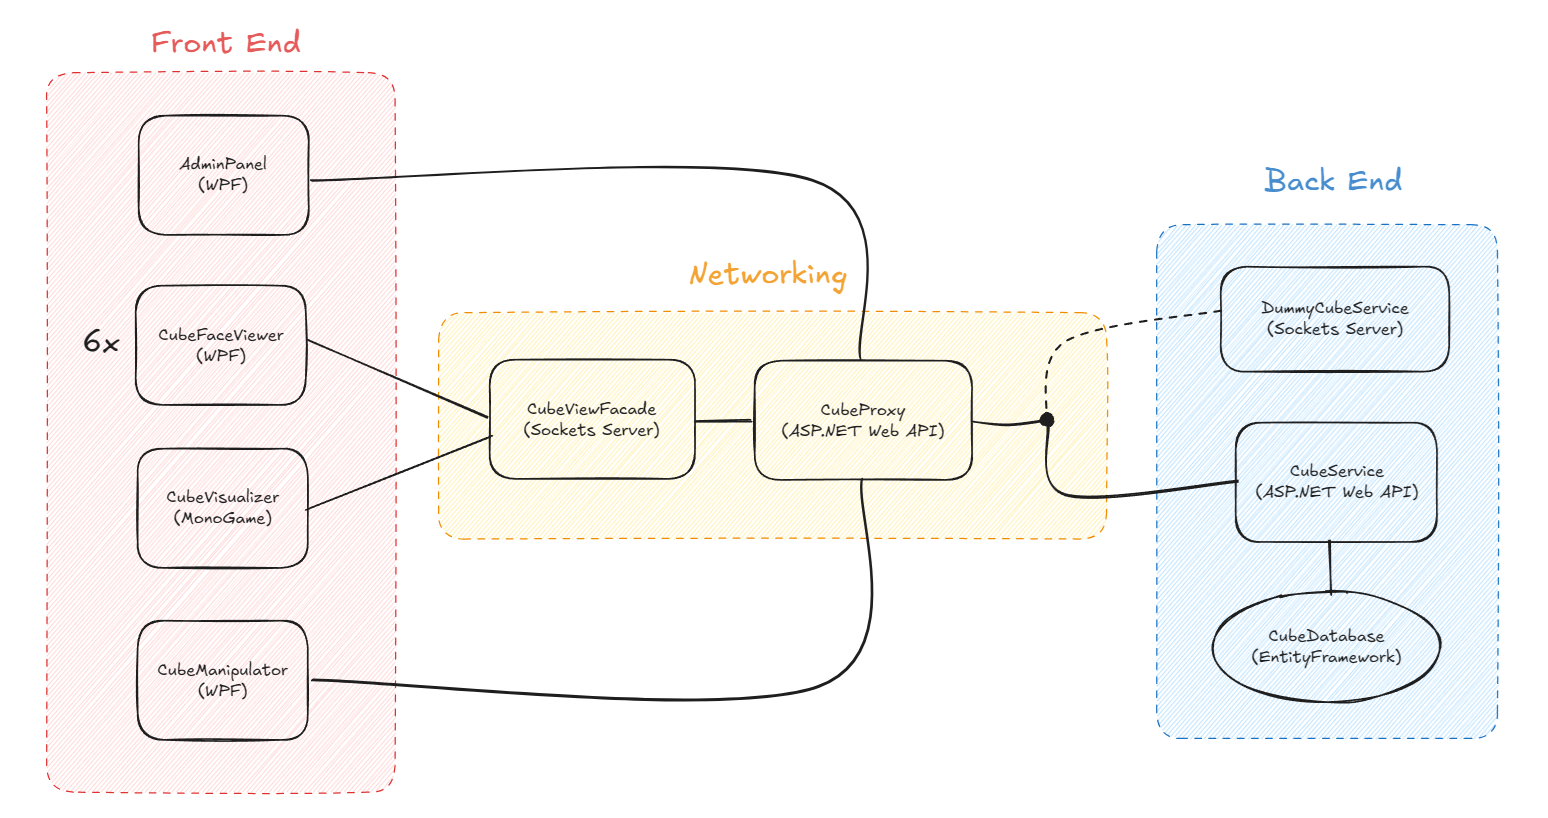 Front End
AdminPanel
(WPF)
6x
CubeFaceViewer
(WPF)
CubeVisualizer
(MonoGame)
CubeManipulator
(WPF)
Networking
CubeViewFacade
(Sockets Server)
CubeProxy
(ASP.NET Web API)
Back End
DummyCubeService
(Sockets Server)
CubeService
(ASP.NET Web API)
CubeDatabase
(EntityFramework)